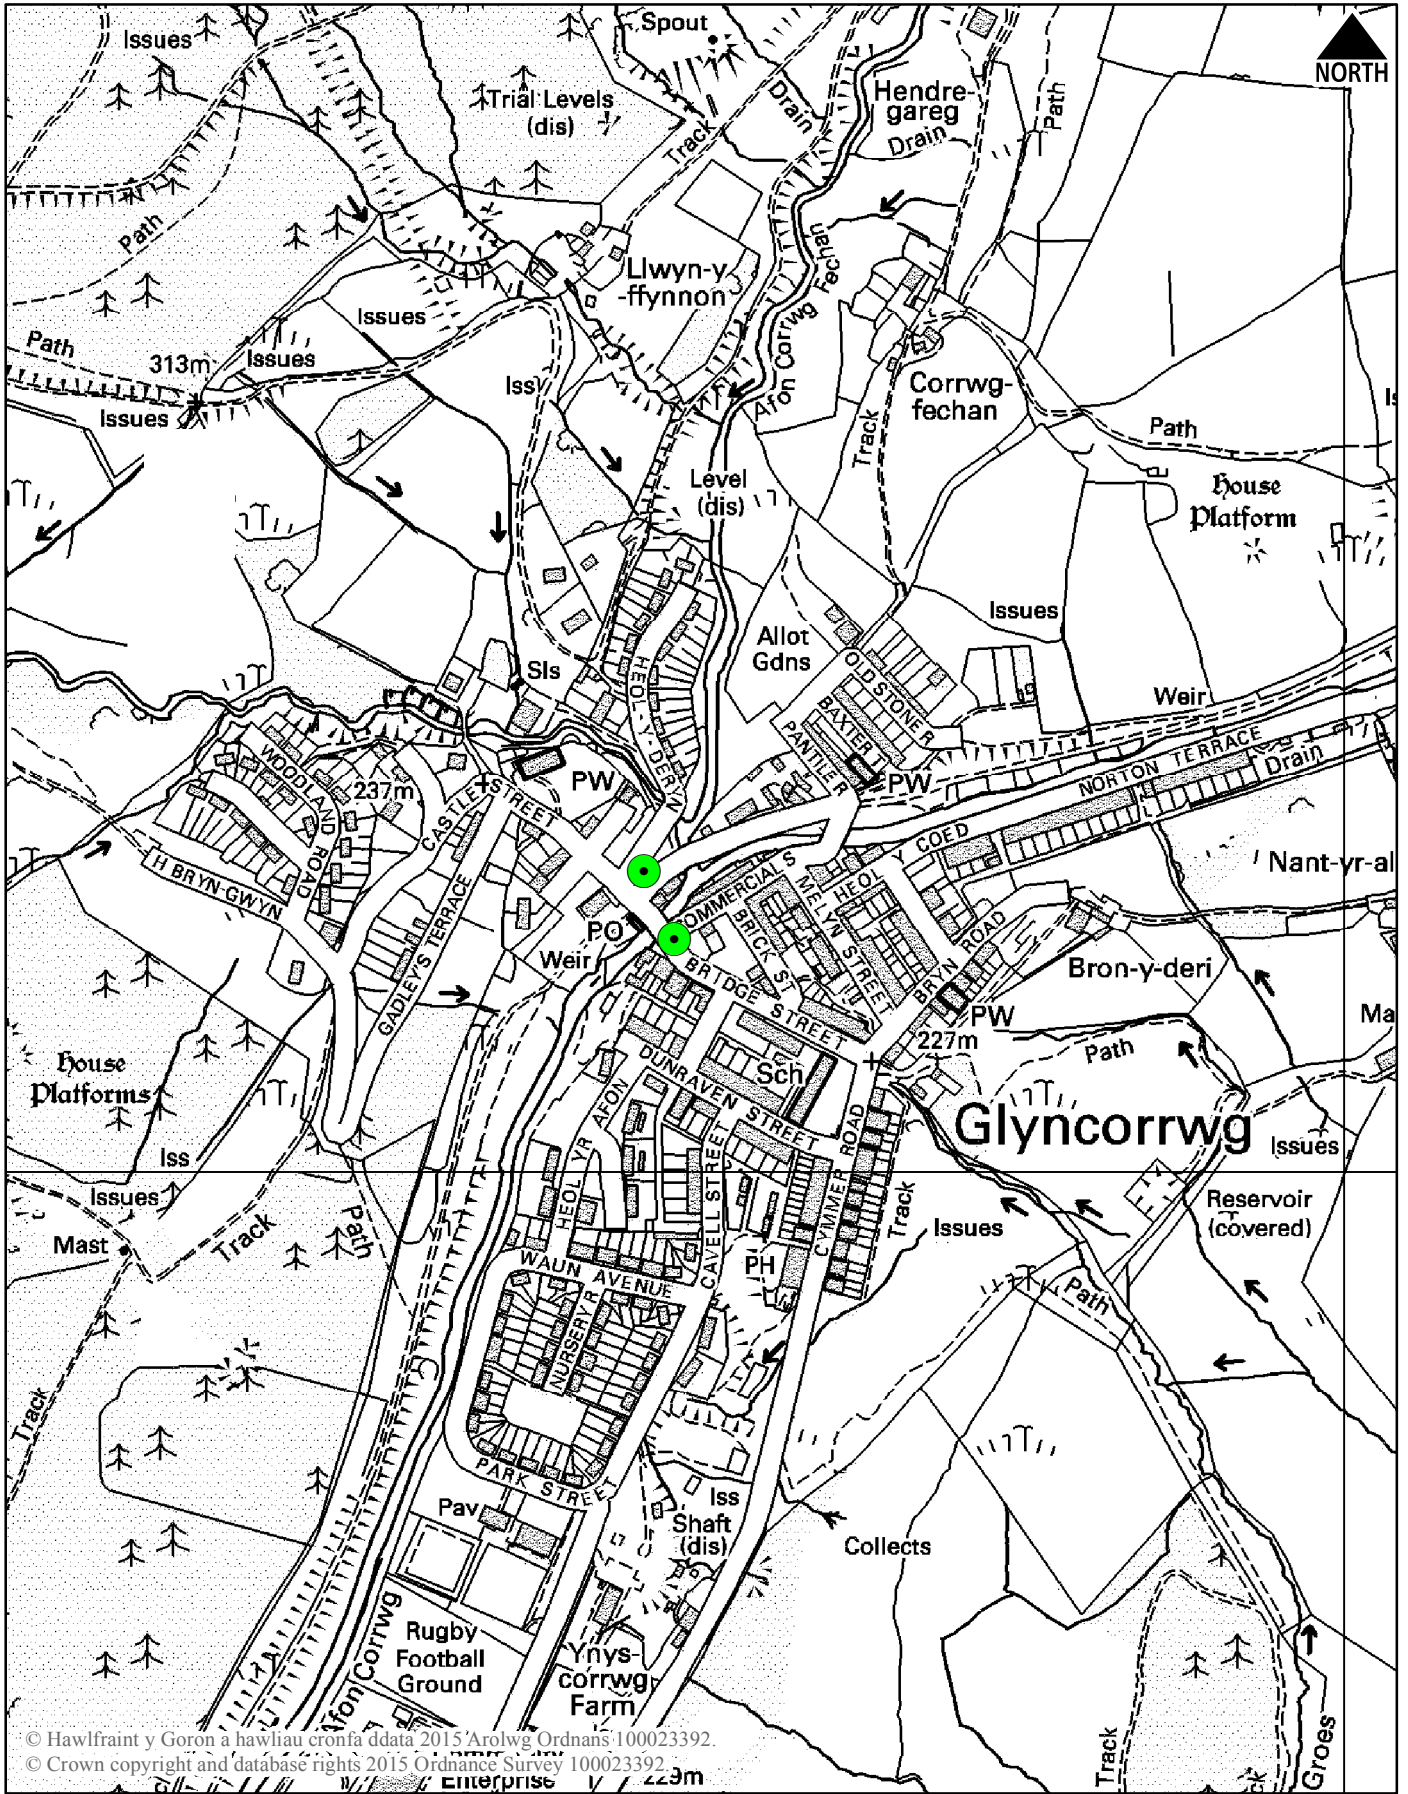 Issues
Spout
NORTH
Trial Levels
(dis)
Drain
Hendre-
gareg
Drain
Path
Track
Path
Llwyn-y
-ffynnon
Afon Corrwg Fechan
Path
313m
Issues
Issues
Issues
Iss
Corrwg-
fechan
Track
Path
Level
(dis)
House
Platform
Issues
Allot
Gdns
Sls
HEOL-Y-DERYN
OLDSTONER
BAXTER T
PANTILE R
Weir
NORTON TERRACE
Drain
PW
PW
WOODLAND ROAD
237m
CASTLE STREET
H BRYN-GWYN
GADLEY'S TERRACE
COMMERCIAL S
HEOL Y COED
Nant-yr-al
PO
Weir
BRICK ST
MELYN STREET
BRIDGE STREET
BRYN ROAD
Bron-y-deri
PW
227m
Path
Ma
House
Platforms
Sch
DUNRAVEN STREET
HEOL YR AFON
Glyncorrwg
Issues
Iss
Issues
Mast
Track
Path
CAVELL STREET
CYMMER ROAD
Track
Issues
Reservoir
(covered)
WAUN AVENUE
PH
NURSERY R
Path
Track
PARK STREET
Pav
Iss
Shaft
(dis)
Collects
Afon Corrwg
Rugby
Football
Ground
Ynys-
corrwg
Farm
Track
Groes
© Hawlfraint y Goron a hawliau cronfa ddata 2015 Arolwg Ordnans 100023392.
© Crown copyright and database rights 2015 Ordnance Survey 100023392.
Enterprise
229m